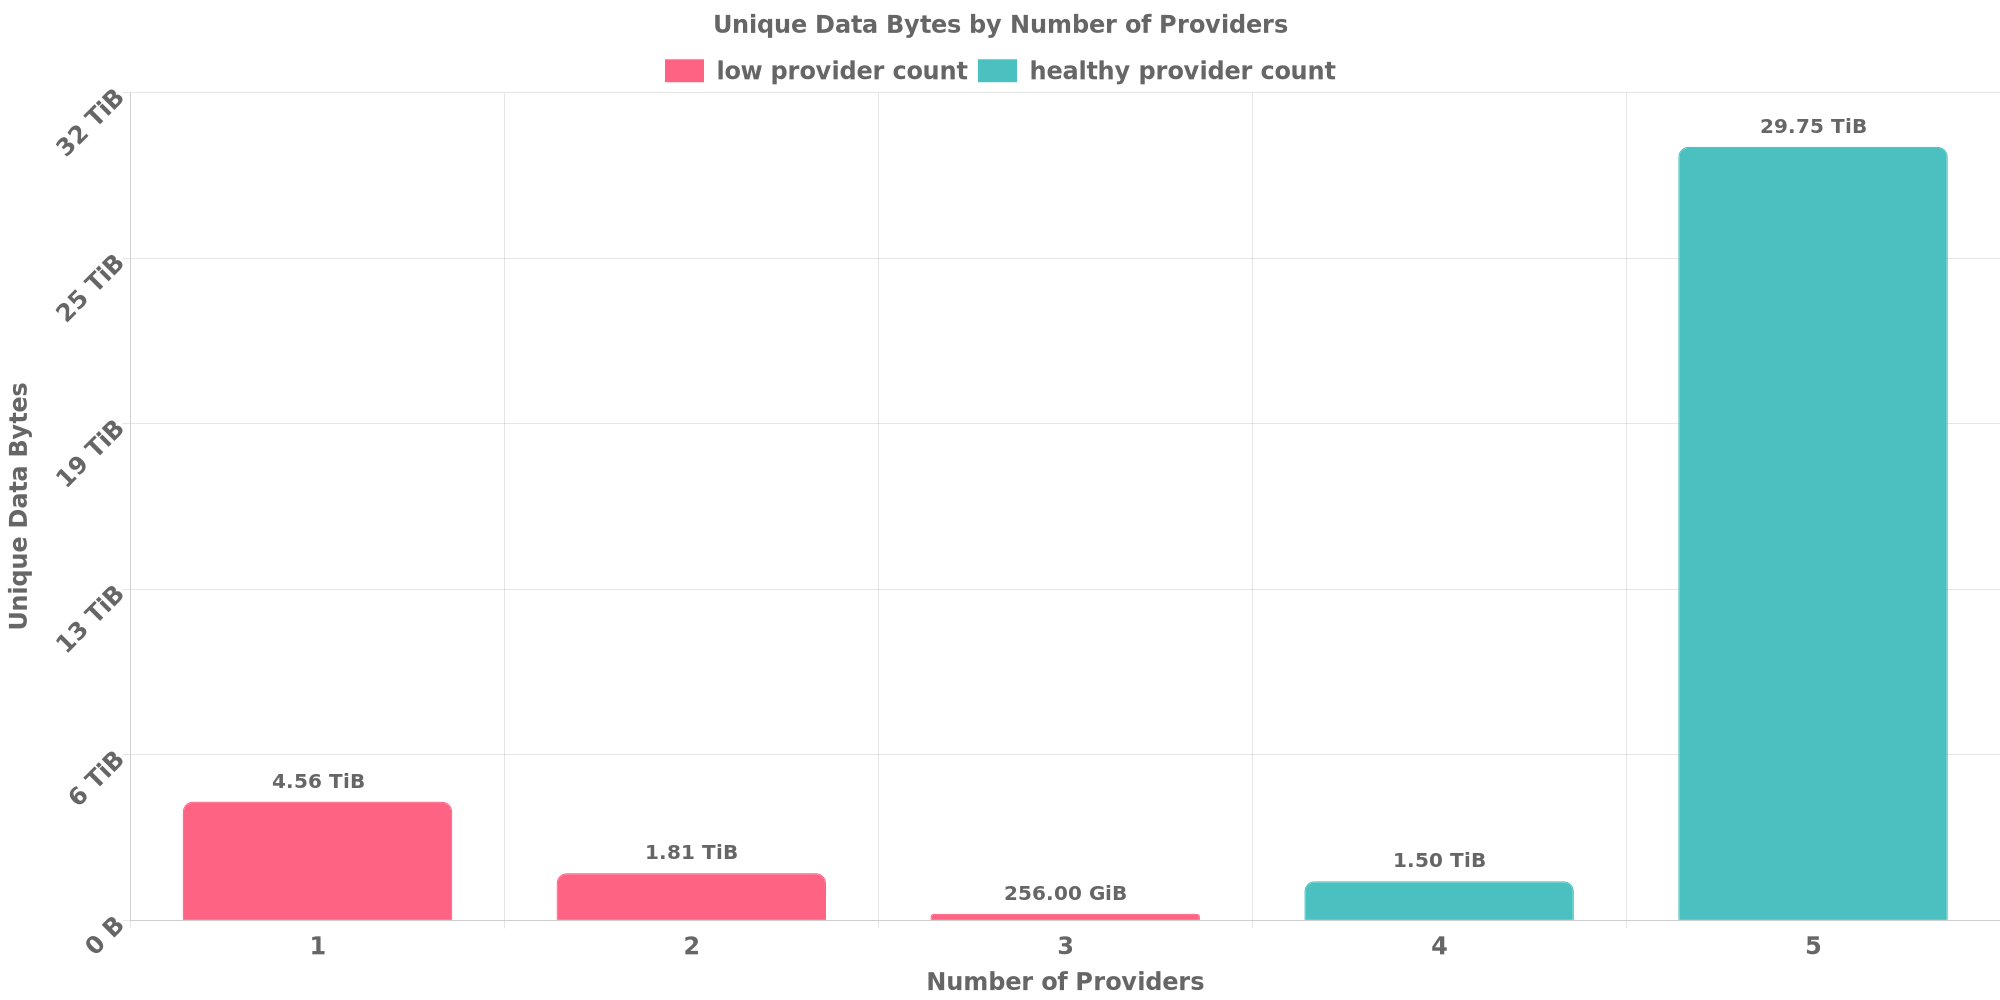 Unique Data Bytes by Number of Providers
low provider count
healthy provider count
32 TiB
25 TiB
19 TiB
13 TiB
6 TiB
0 B
Unique Data Bytes
4.56 TiB
1.81 TiB
256.00 GiB
1.50 TiB
29.75 TiB
1
2
3
4
5
Number of Providers